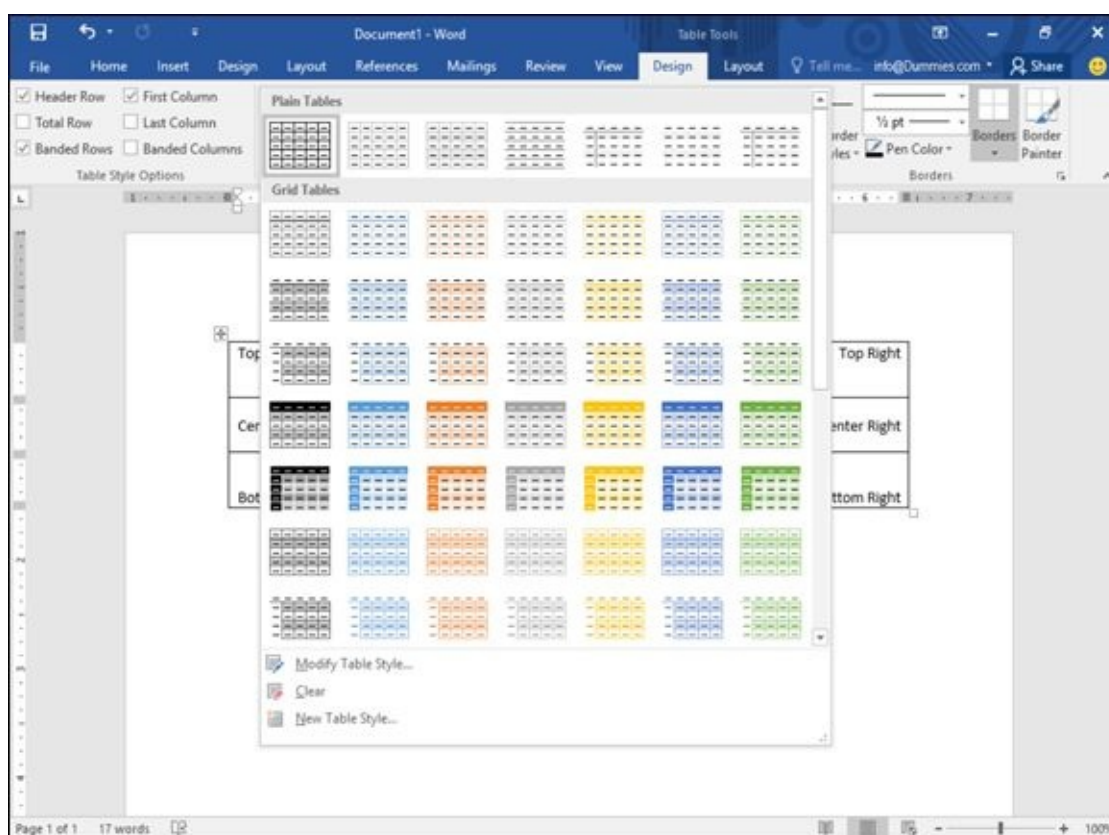 Document1 - Word
Table Tools
File Home Insert Design Layout References Mailings Review View Design Layout Tell me... info@Dummies.com Share
Header Row First Column
Total Row Last Column
Banded Rows Banded Columns
Table Style Options
Plain Tables
Grid Tables
½ pt
Pen Color
Borders
Border
Painter
Borders
Top Right
enter Right
ttom Right
Top
Cer
Bot
Modify Table Style...
Clear
New Table Style...
Page 1 of 1 17 words
100%